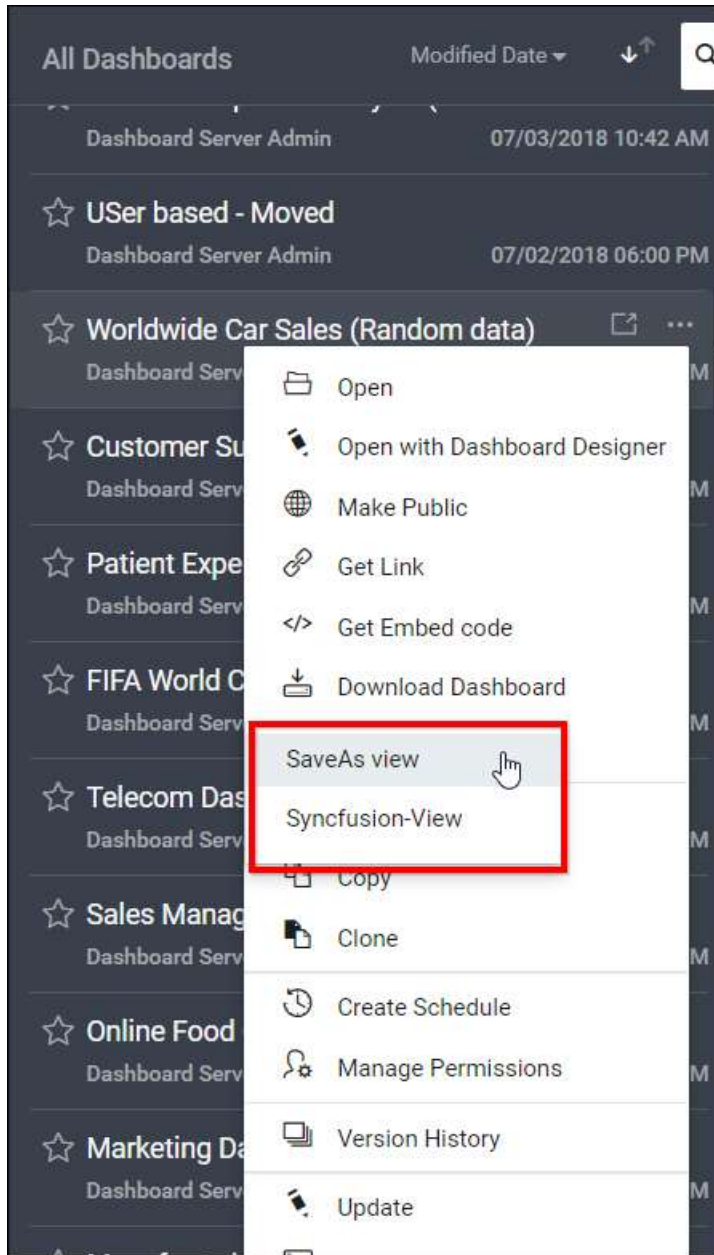 All Dashboards
Modified Date
Dashboard Server Admin 07/03/2018 10:42 AM
USer based - Moved
Dashboard Server Admin 07/02/2018 06:00 PM
Worldwide Car Sales (Random data)
Dashboard Serv M
Open
Customer Su
Open with Dashboard Designer
Dashboard Serv M
Make Public
Patient Expe
Get Link
Dashboard Serv M
</> Get Embed code
FIFA World C
Download Dashboard
Dashboard Serv M
SaveAs view
Telecom Das
Syncfusion-View
Dashboard Serv M
Copy
Sales Manag
Clone
Dashboard Serv M
Create Schedule
Online Food
Manage Permissions
Dashboard Serv M
Version History
Marketing Da
Dashboard Serv M
Update